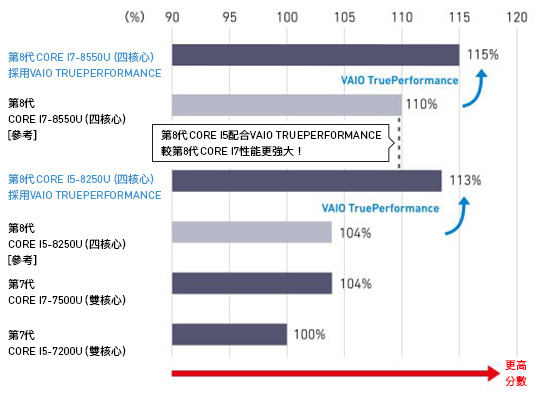 (%) 90 95 100 105 110 115 120
第8代 CORE I7-8550U (四核心)
採用VAIO TRUEPERFORMANCE
115%
VAIO TruePerformance
第8代
CORE I7-8550U (四核心)
[參考]
110%
第8代 CORE I5配合VAIO TRUEPERFORMANCE
較第8代 CORE I7性能更強大！
第8代 CORE I5-8250U (四核心)
採用VAIO TRUEPERFORMANCE
113%
VAIO TruePerformance
第8代
CORE I5-8250U (四核心)
[參考]
104%
第7代
CORE I7-7500U (雙核心)
104%
第7代
CORE I5-7200U (雙核心)
100%
更高
分數